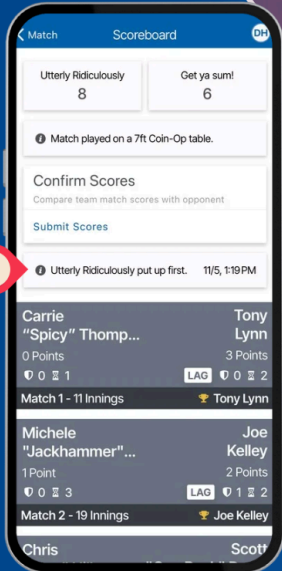 Match
Scoreboard
DH
Utterly Ridiculously
8
Get ya sum!
6
Match played on a 7ft Coin-Op table.
Confirm Scores
Compare team match scores with opponent
Submit Scores
Utterly Ridiculously put up first. 11/5, 1:19 PM
Carrie
“Spicy” Thomp...
0 Points
0 1
Tony
Lynn
3 Points
LAG 0 2
Match 1 - 11 Innings
Tony Lynn
Michele
"Jackhammer"...
1 Point
0 3
Joe
Kelley
2 Points
LAG 1 2
Match 2 - 19 Innings
Joe Kelley
Chris
Scott